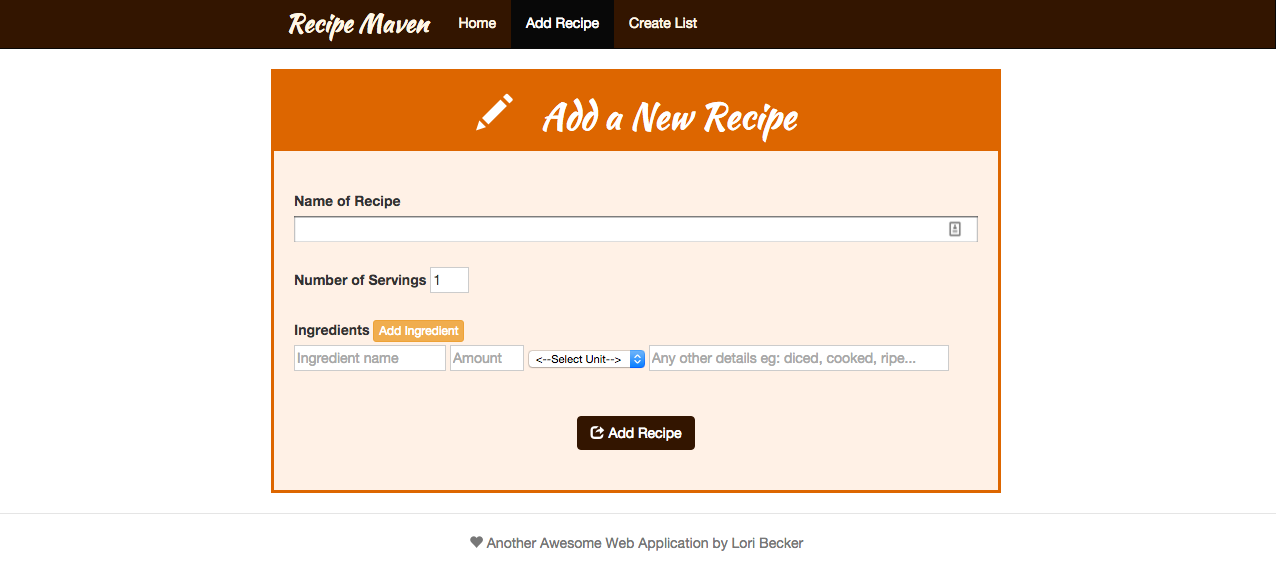 Recipe Maven Home Add Recipe Create List
Add a New Recipe
Name of Recipe
Number of Servings 1
Ingredients Add Ingredient
Ingredient name Amount <--Select Unit--> Any other details eg: diced, cooked, ripe...
Add Recipe
Another Awesome Web Application by Lori Becker